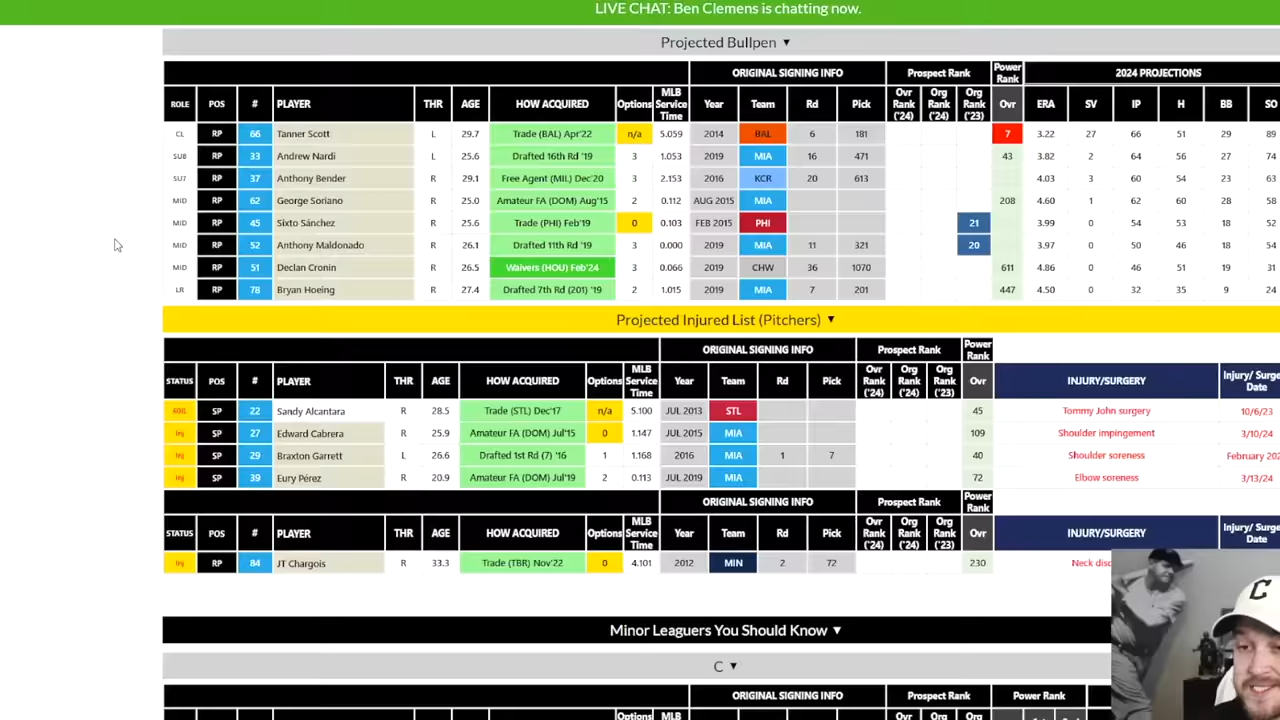 LIVE CHAT: Ben Clemens is chatting now.
Projected Bullpen ▼
ORIGINAL SIGNING INFO Prospect Rank Power Rank 2024 PROJECTIONS
ROLE POS # PLAYER THR AGE HOW ACQUIRED Options MLB Service Time Year Team Rd Pick Ovr Rank ('24) Org Rank ('24) Org Rank ('23) Ovr ERA SV IP H BB SO
CL RP 66 Tanner Scott L 29.7 Trade (BAL) Apr'22 n/a 5.059 2014 BAL 6 181 7 3.22 27 66 51 29 89
SU8 RP 33 Andrew Nardi L 25.6 Drafted 16th Rd '19 3 1.053 2019 MIA 16 471 43 3.82 2 64 56 27 74
SU7 RP 37 Anthony Bender R 29.1 Free Agent (MIL) Dec'20 3 2.153 2016 KCR 20 613 4.03 3 60 54 23 63
MID RP 62 George Soriano R 25.0 Amateur FA (DOM) Aug'15 2 0.112 AUG 2015 MIA 208 4.60 1 62 60 28 58
MID RP 45 Sixto Sánchez R 25.6 Trade (PHI) Feb'19 0 0.103 FEB 2015 PHI 21 3.99 0 54 53 18 52
MID RP 52 Anthony Maldonado R 26.1 Drafted 11th Rd '19 3 0.000 2019 MIA 11 321 20 3.97 0 50 46 18 54
MID RP 51 Declan Cronin R 26.5 Waivers (HOU) Feb'24 3 0.066 2019 CHW 36 1070 611 4.86 0 46 51 19 31
LR RP 78 Bryan Hoeing R 27.4 Drafted 7th Rd (201) '19 2 1.015 2019 MIA 7 201 447 4.50 0 32 35 9 24
Projected Injured List (Pitchers) ▼
ORIGINAL SIGNING INFO Prospect Rank Power Rank
STATUS POS # PLAYER THR AGE HOW ACQUIRED Options MLB Service Time Year Team Rd Pick Ovr Rank ('24) Org Rank ('24) Org Rank ('23) Ovr INJURY/SURGERY Injury/ Surge Date
SP 22 Sandy Alcantara R 28.5 Trade (STL) Dec'17 n/a 5.100 JUL 2013 STL 45 Tommy John surgery 10/6/23
Inj SP 27 Edward Cabrera R 25.9 Amateur FA (DOM) Jul'15 0 1.147 JUL 2015 MIA 109 Shoulder impingement 3/10/24
Inj SP 29 Braxton Garrett L 26.6 Drafted 1st Rd (7) '16 1 1.168 2016 MIA 1 7 40 Shoulder soreness February 202
Inj SP 39 Eury Pérez R 20.9 Amateur FA (DOM) Jul'19 2 0.113 JUL 2019 MIA 72 Elbow soreness 3/13/24
ORIGINAL SIGNING INFO Prospect Rank Power Rank
STATUS POS # PLAYER THR AGE HOW ACQUIRED Options MLB Service Time Year Team Rd Pick Ovr Rank ('24) Org Rank ('24) Org Rank ('23) Ovr INJURY/SURGERY Injury/ Surge Date
Inj RP 84 JT Chargois R 33.3 Trade (TBR) Nov'22 0 4.101 2012 MIN 2 72 230 Neck disc
Minor Leaguers You Should Know ▼
C ▼
ORIGINAL SIGNING INFO Prospect Rank Power Rank
Options MLB Ovr Org Org
C